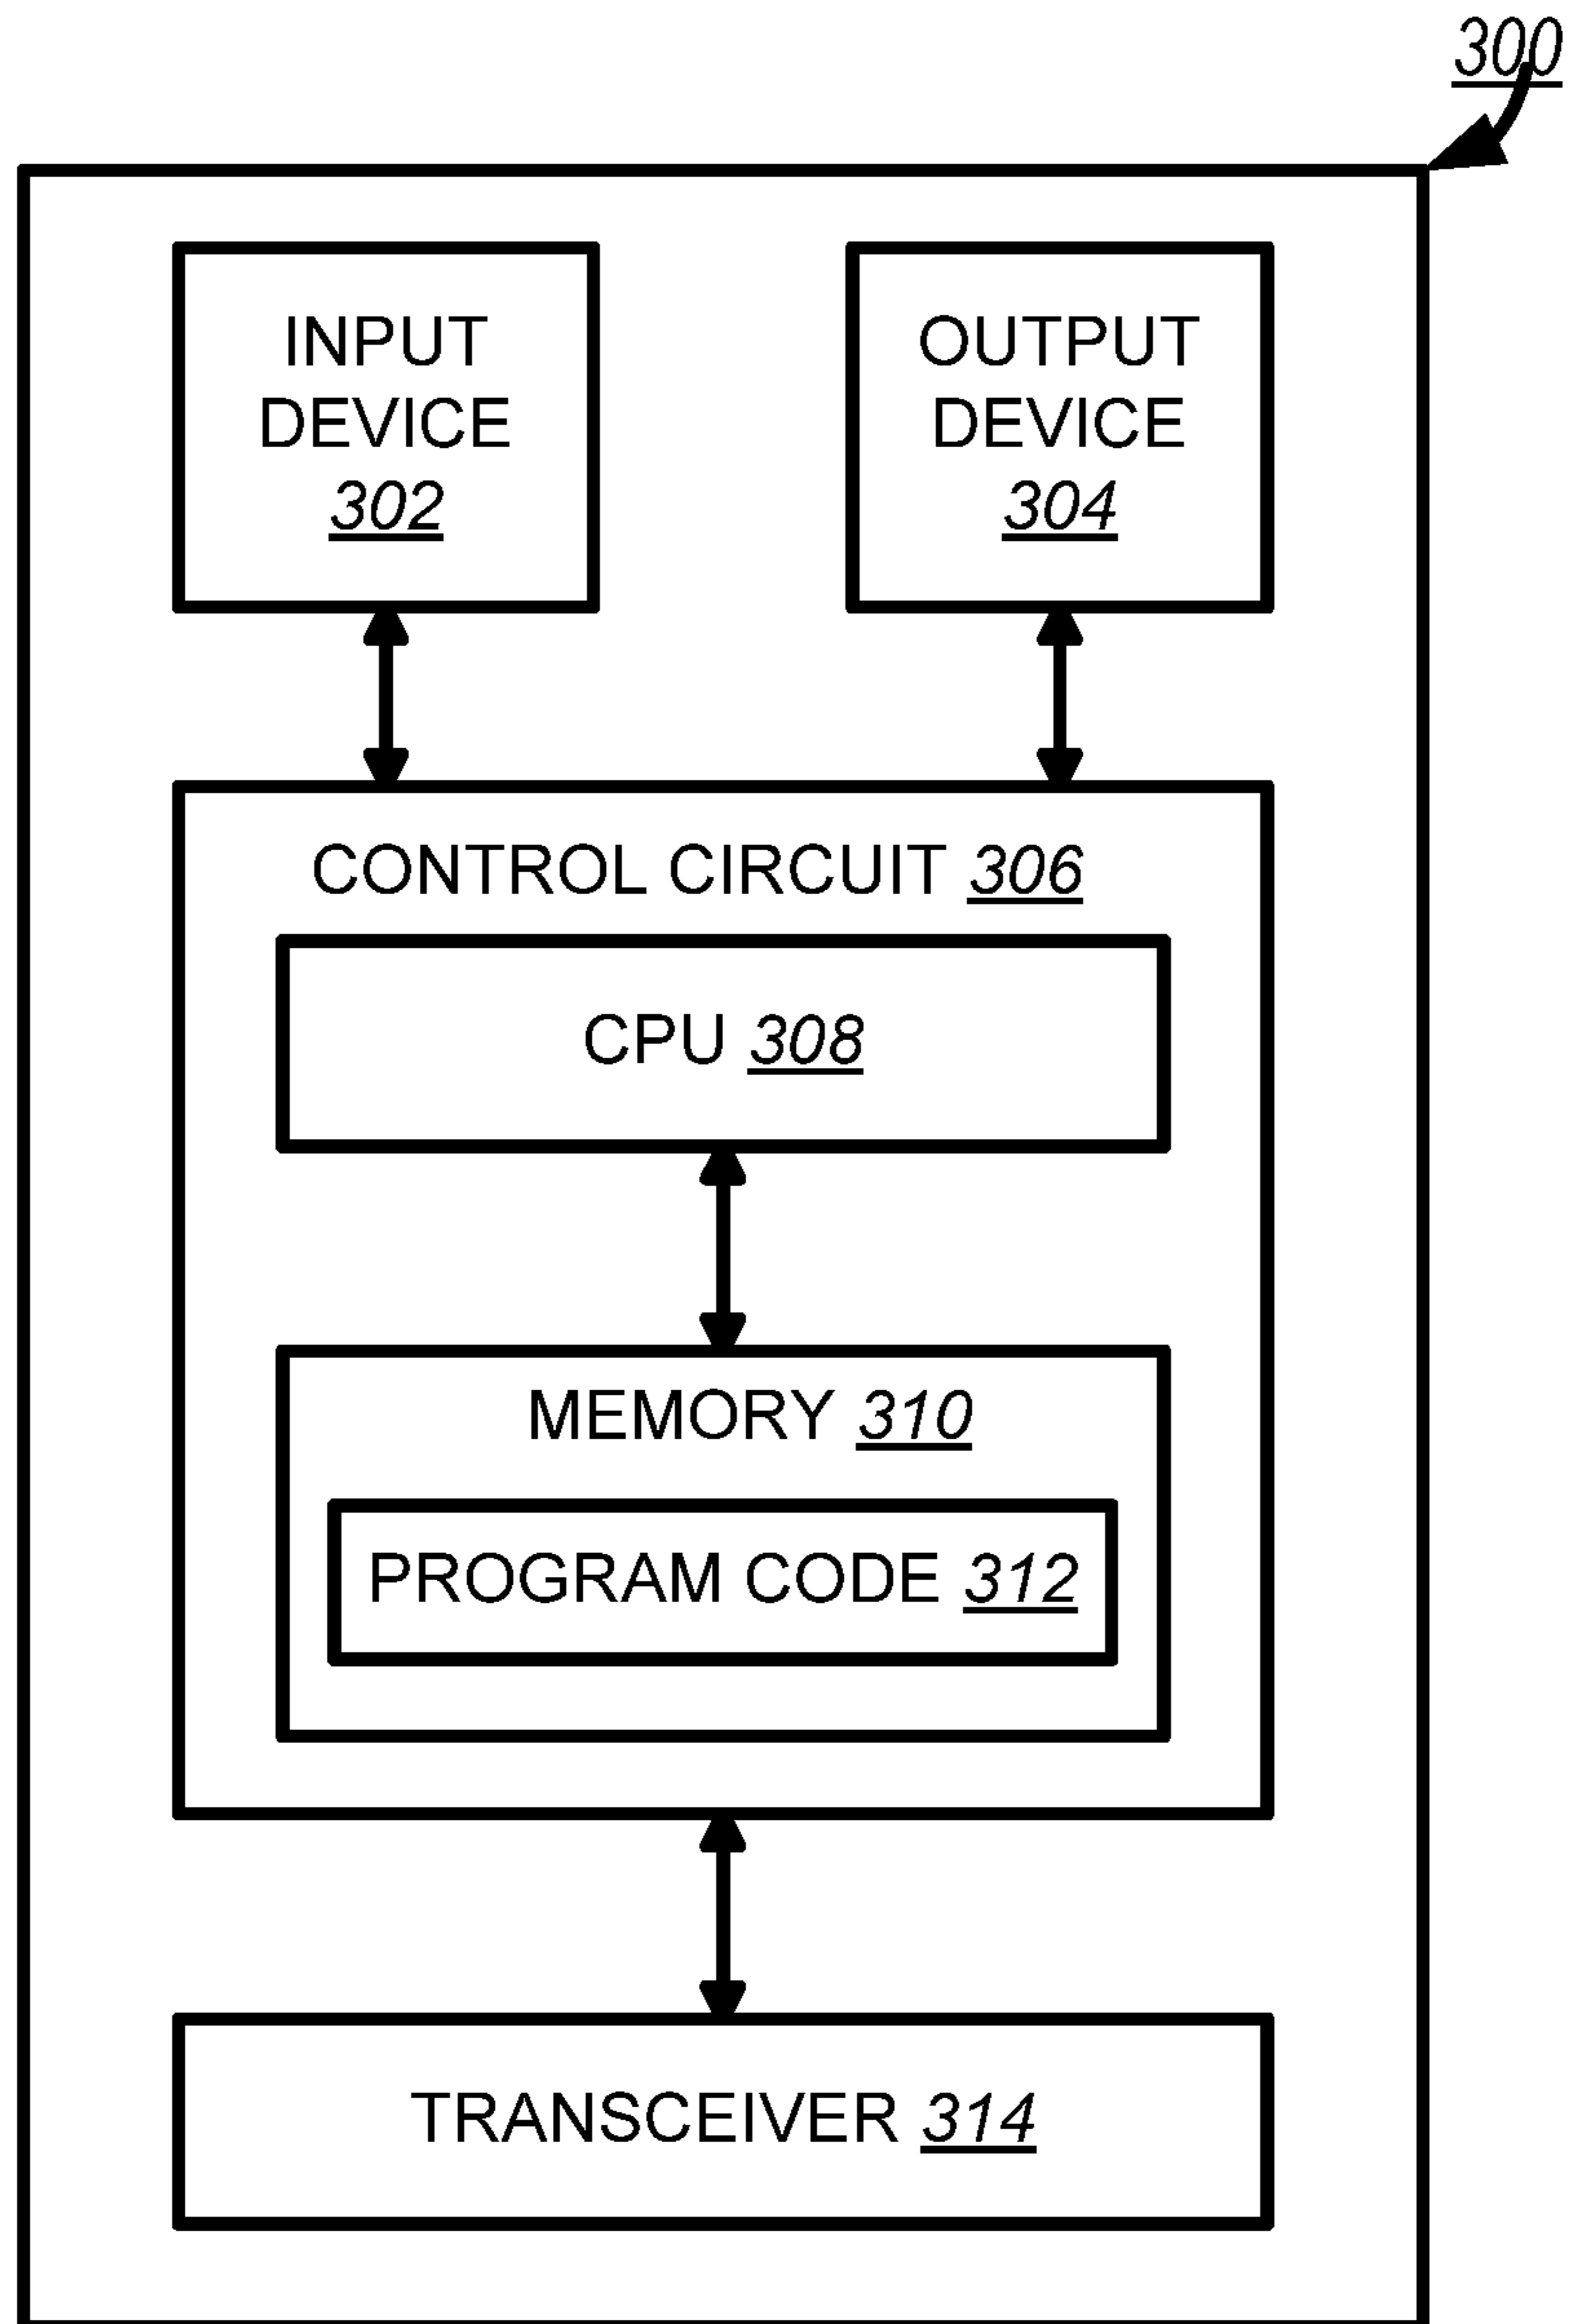 300
INPUT
DEVICE
302
OUTPUT
DEVICE
304
CONTROL CIRCUIT 306
CPU 308
MEMORY 310
PROGRAM CODE 312
TRANSCEIVER 314